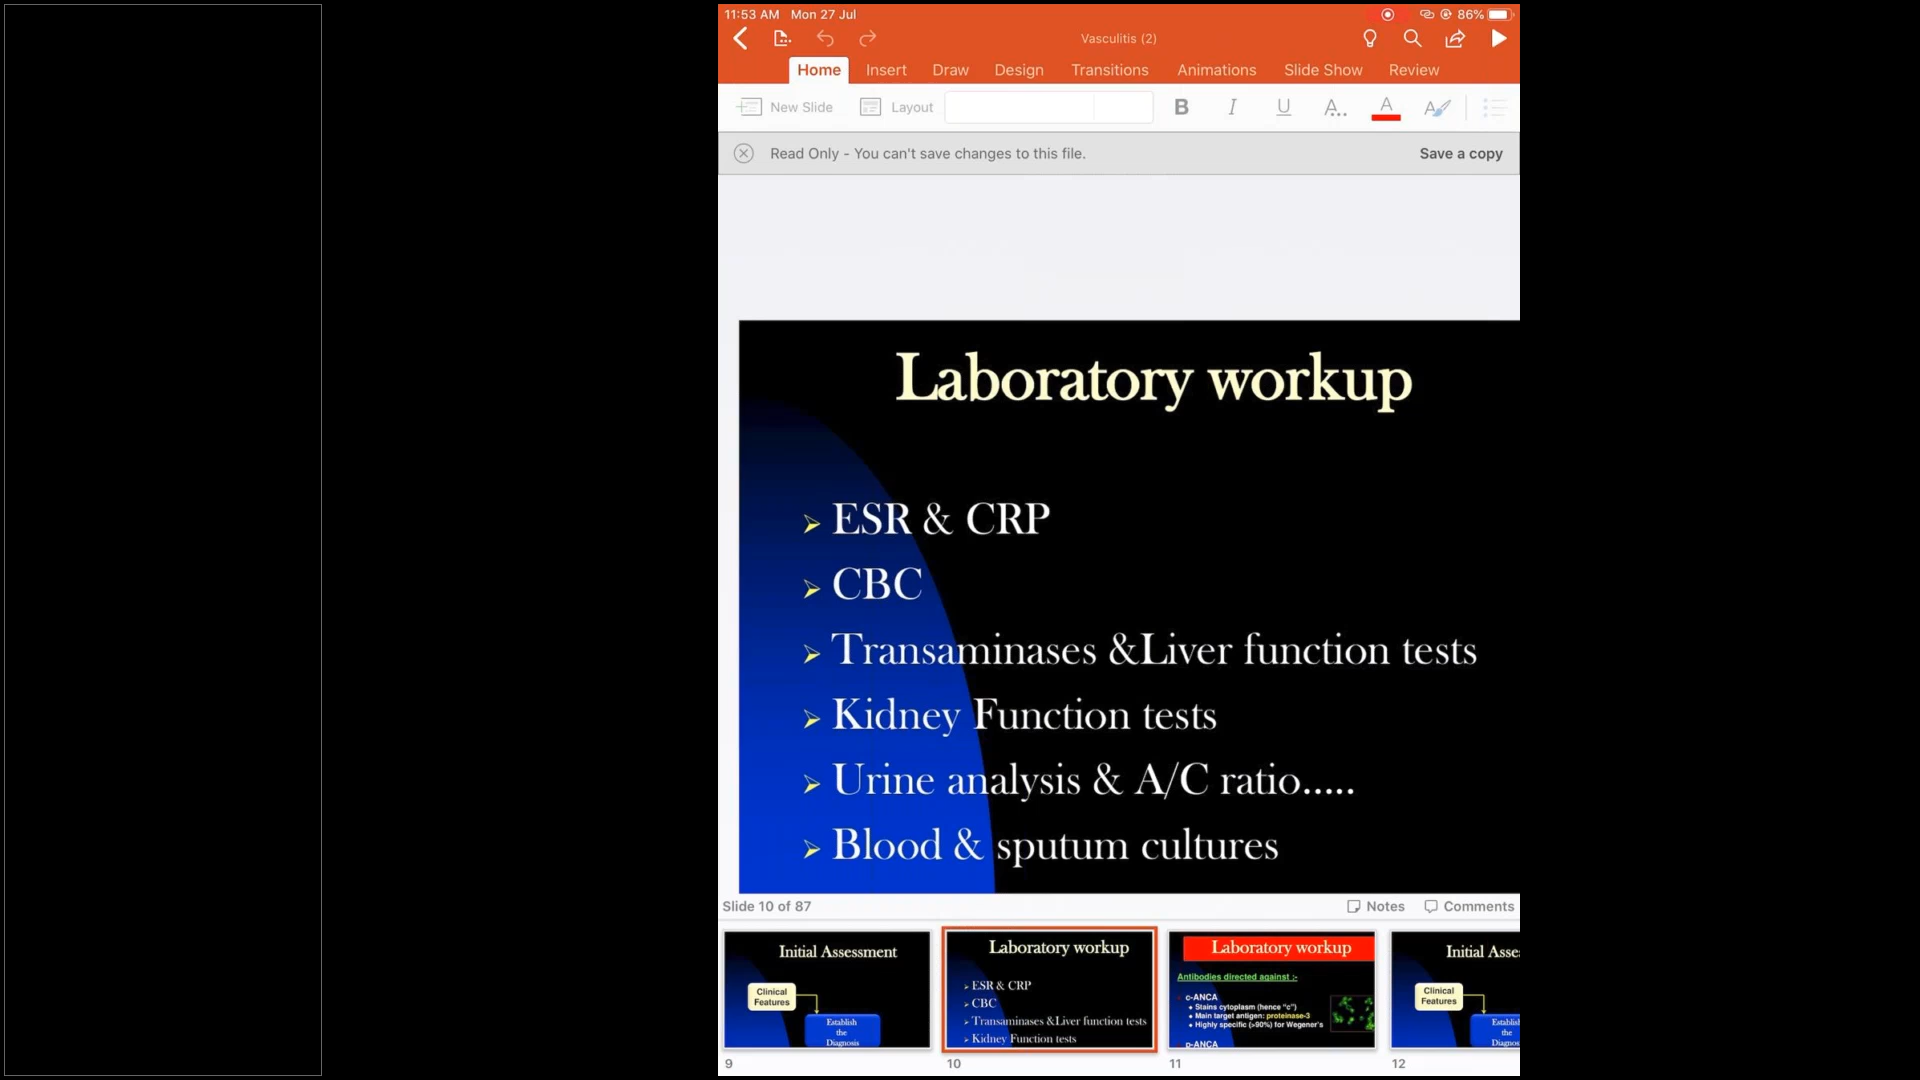 11:53 AM Mon 27 Jul
86%
Vasculitis (2)
Home Insert Draw Design Transitions Animations Slide Show Review
New Slide Layout B I U A.. A A
Read Only - You can't save changes to this file. Save a copy
Laboratory workup
➢ ESR & CRP
➢ CBC
➢ Transaminases &Liver function tests
➢ Kidney Function tests
➢ Urine analysis & A/C ratio.....
➢ Blood & sputum cultures
Slide 10 of 87 Notes Comments
Initial Assessment
Clinical
Features
Establish
the
Diagnosis
9
Laboratory workup
➢ ESR & CRP
➢ CBC
➢ Transaminases &Liver function tests
➢ Kidney Function tests
10
Laboratory workup
Antibodies directed against :-
c-ANCA
Stains cytoplasm (hence "c")
Main target antigen: proteinase-3
Highly specific (>90%) for Wegener's
p-ANCA
11
Initial Asse
Clinical
Features
Establis
the
Diagnos
12